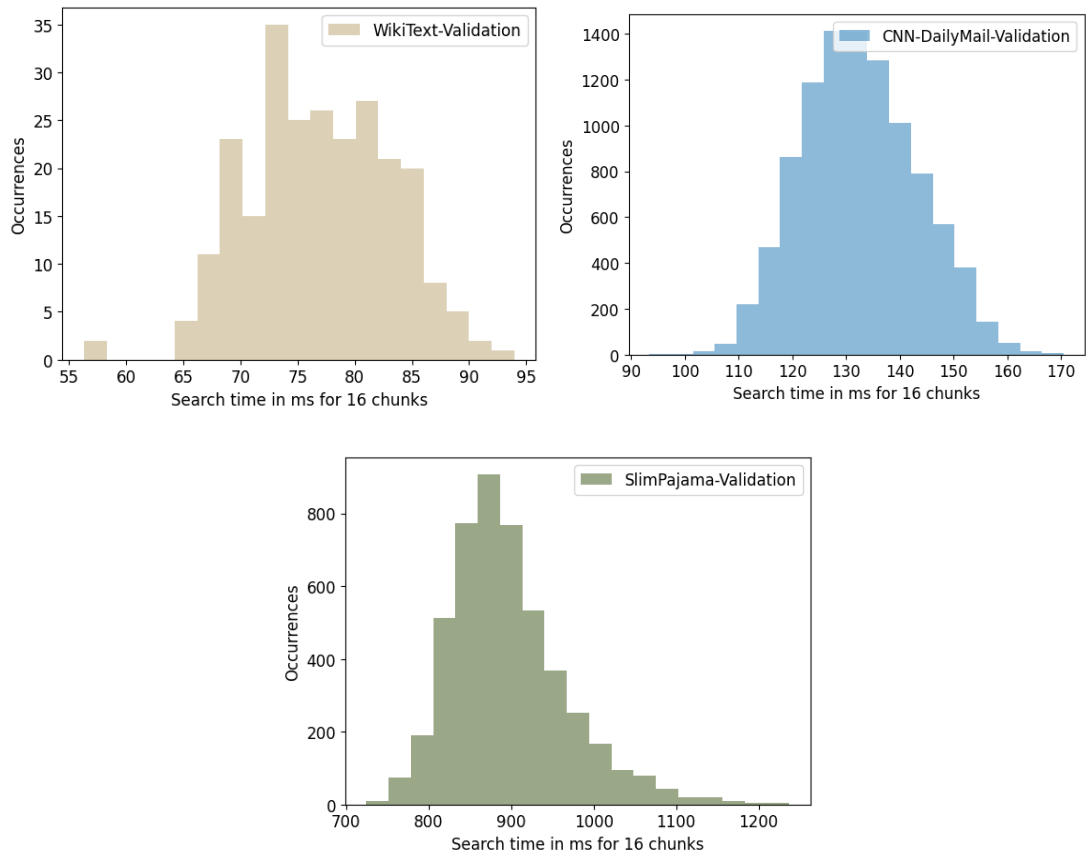 WikiText-Validation
Occurrences
35
30
25
20
15
10
5
0
55 60 65 70 75 80 85 90 95
Search time in ms for 16 chunks
CNN-DailyMail-Validation
Occurrences
1400
1200
1000
800
600
400
200
0
90 100 110 120 130 140 150 160 170
Search time in ms for 16 chunks
SlimPajama-Validation
Occurrences
800
600
400
200
0
700 800 900 1000 1100 1200
Search time in ms for 16 chunks